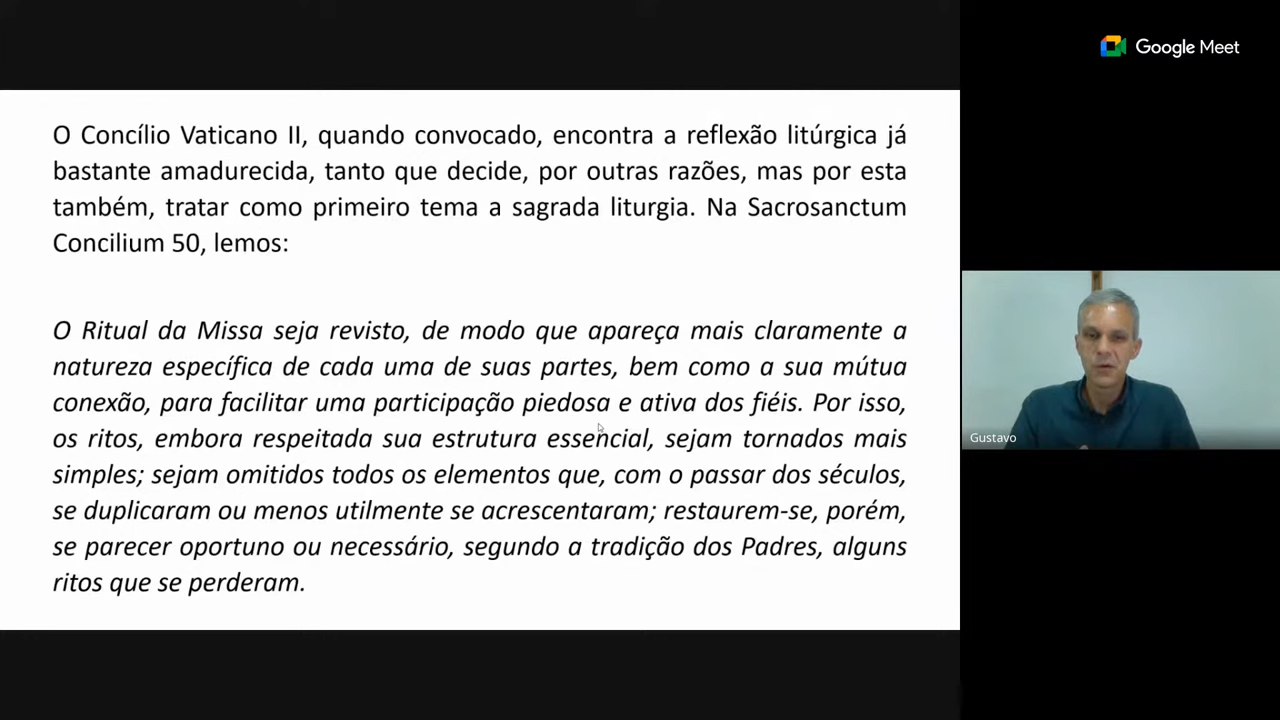 O Concílio Vaticano II, quando convocado, encontra a reflexão litúrgica já
bastante amadurecida, tanto que decide, por outras razões, mas por esta
também, tratar como primeiro tema a sagrada liturgia. Na Sacrosanctum
Concilium 50, lemos:
O Ritual da Missa seja revisto, de modo que apareça mais claramente a
natureza específica de cada uma de suas partes, bem como a sua mútua
conexão, para facilitar uma participação piedosa e ativa dos fiéis. Por isso,
os ritos, embora respeitada sua estrutura essencial, sejam tornados mais
simples; sejam omitidos todos os elementos que, com o passar dos séculos,
se duplicaram ou menos utilmente se acrescentaram; restaurem-se, porém,
se parecer oportuno ou necessário, segundo a tradição dos Padres, alguns
ritos que se perderam.
Google Meet
Gustavo